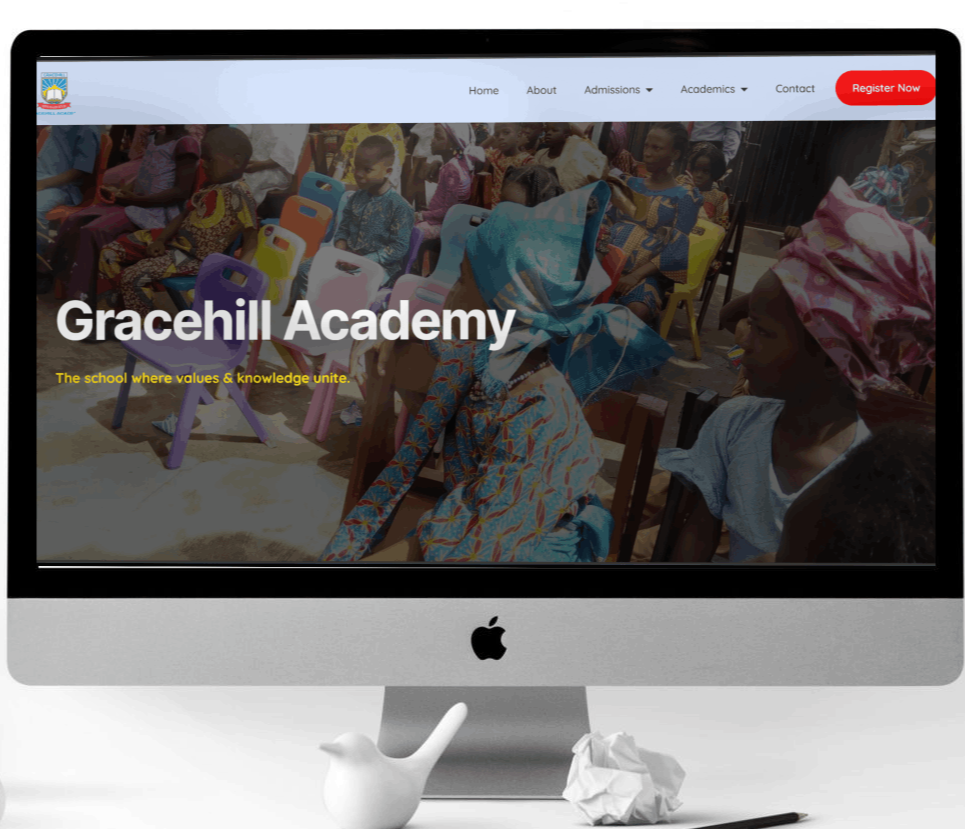 Home About Admissions Academics Contact Register Now
Gracehill Academy
The school where values & knowledge unite.